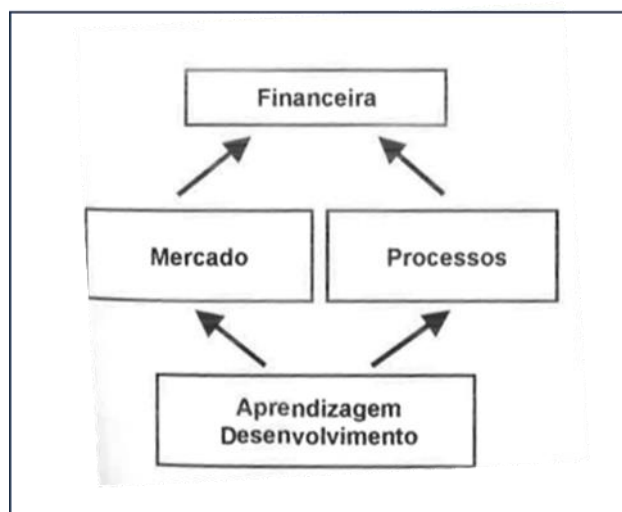 Financeira
Mercado
Processos
Aprendizagem
Desenvolvimento